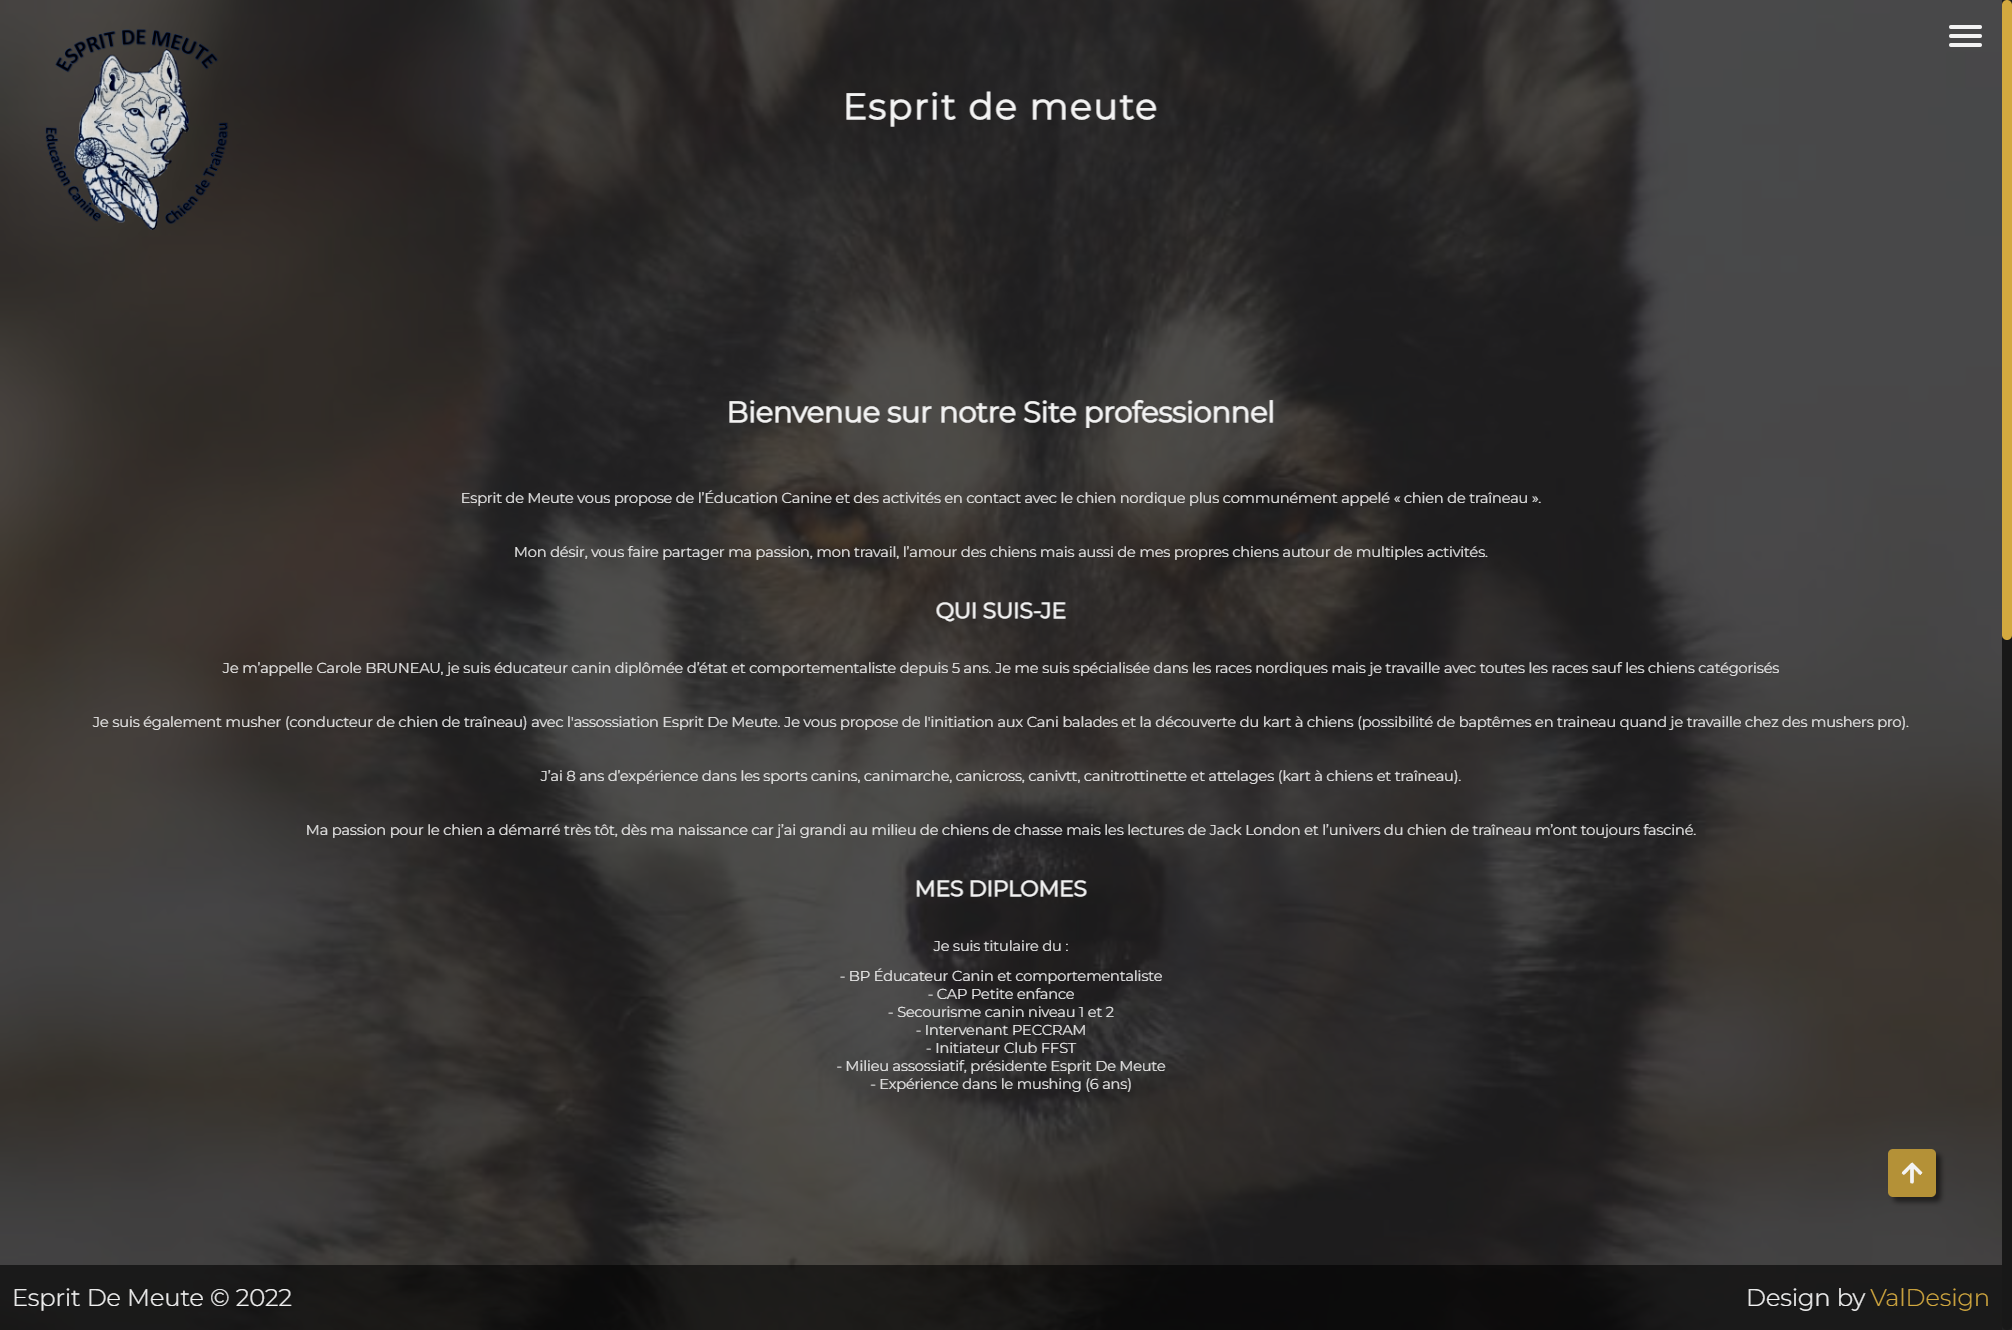 ESPRIT DE MEUTE
Education Canine
Chien de Traîneau
Esprit de meute
Bienvenue sur notre Site professionnel
Esprit de Meute vous propose de l’Éducation Canine et des activités en contact avec le chien nordique plus communément appelé « chien de traîneau ».
Mon désir, vous faire partager ma passion, mon travail, l’amour des chiens mais aussi de mes propres chiens autour de multiples activités.
QUI SUIS-JE
Je m’appelle Carole BRUNEAU, je suis éducateur canin diplômée d’état et comportementaliste depuis 5 ans. Je me suis spécialisée dans les races nordiques mais je travaille avec toutes les races sauf les chiens catégorisés
Je suis également musher (conducteur de chien de traîneau) avec l'assossiation Esprit De Meute. Je vous propose de l'initiation aux Cani balades et la découverte du kart à chiens (possibilité de baptêmes en traineau quand je travaille chez des mushers pro).
J’ai 8 ans d’expérience dans les sports canins, canimarche, canicross, canivtt, canitrottinette et attelages (kart à chiens et traîneau).
Ma passion pour le chien a démarré très tôt, dès ma naissance car j’ai grandi au milieu de chiens de chasse mais les lectures de Jack London et l’univers du chien de traîneau m’ont toujours fasciné.
MES DIPLOMES
Je suis titulaire du :
- BP Éducateur Canin et comportementaliste
- CAP Petite enfance
- Secourisme canin niveau 1 et 2
- Intervenant PECCRAM
- Initiateur Club FFST
- Milieu assossiatif, présidente Esprit De Meute
- Expérience dans le mushing (6 ans)
Esprit De Meute © 2022
Design by ValDesign